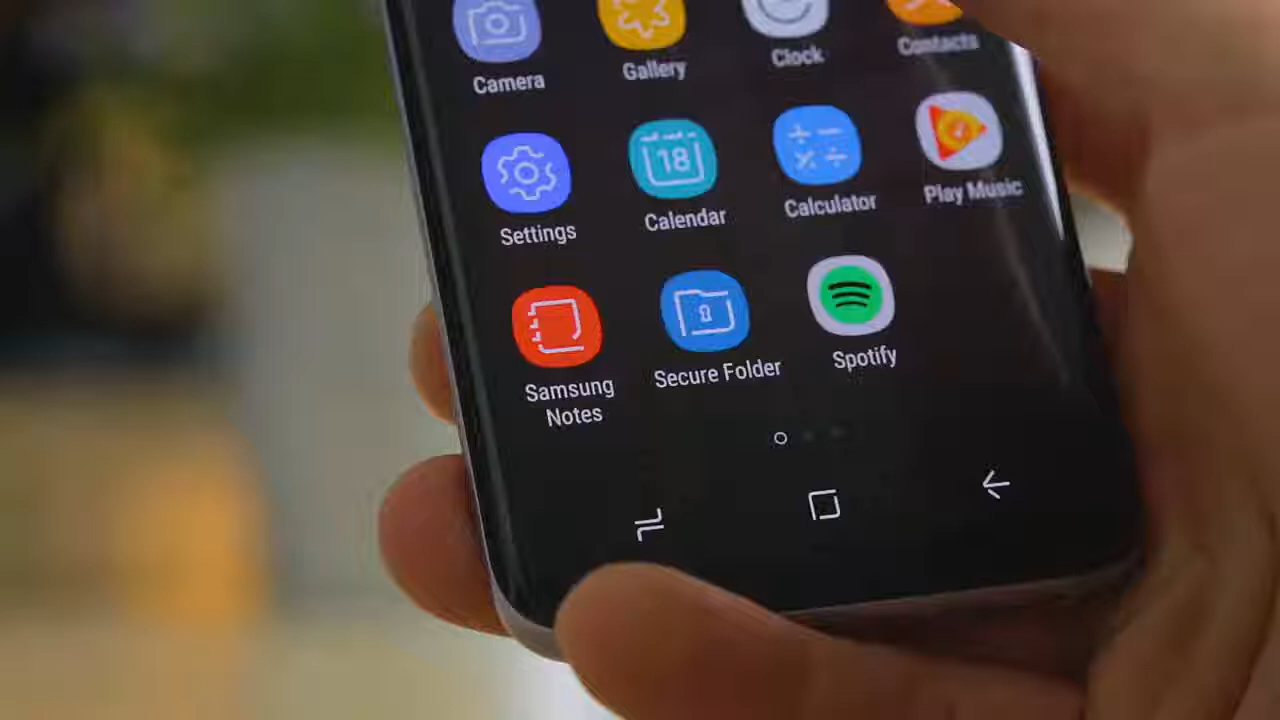 Camera
Gallery
Clock
Contacts
Settings
18
Calendar
Calculator
Play Music
Samsung
Notes
Secure Folder
Spotify